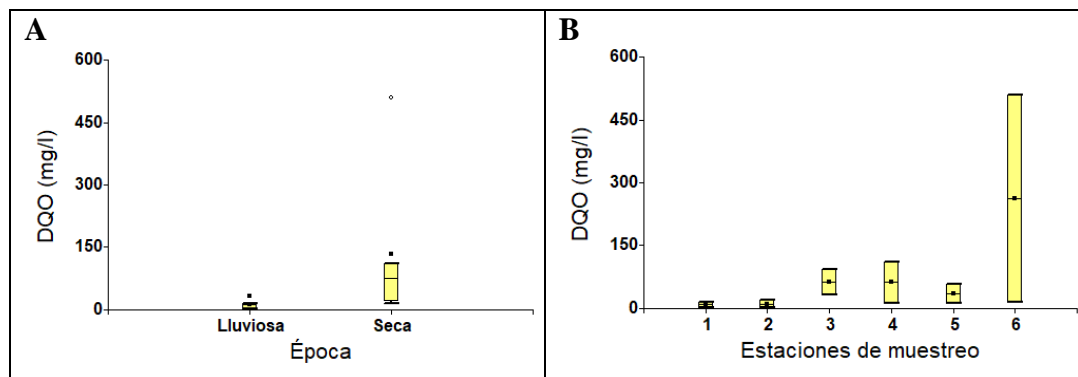 A
600
450
300
150
0
DQO (mg/l)
Lluviosa Seca
Época
B
600
450
300
150
0
DQO (mg/l)
1 2 3 4 5 6
Estaciones de muestreo